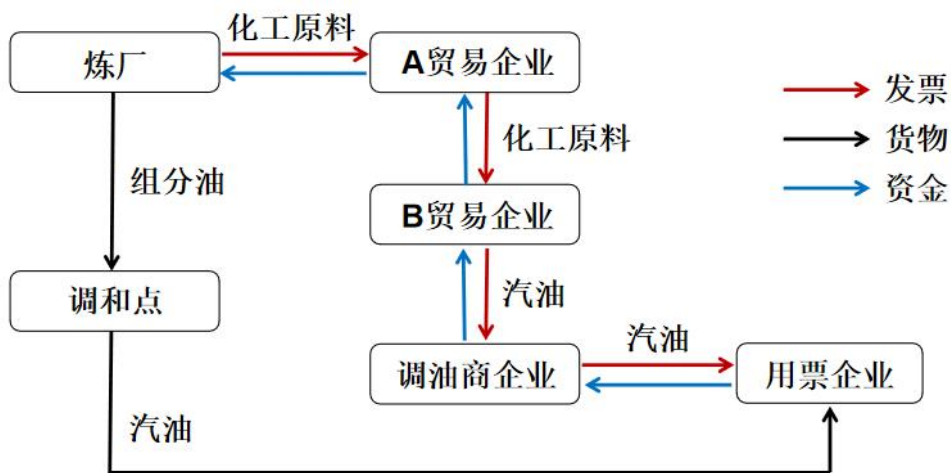 化工原料
炼厂
A贸易企业
发票
货物
资金
化工原料
组分油
B贸易企业
汽油
调和点
汽油
调油商企业
用票企业
汽油